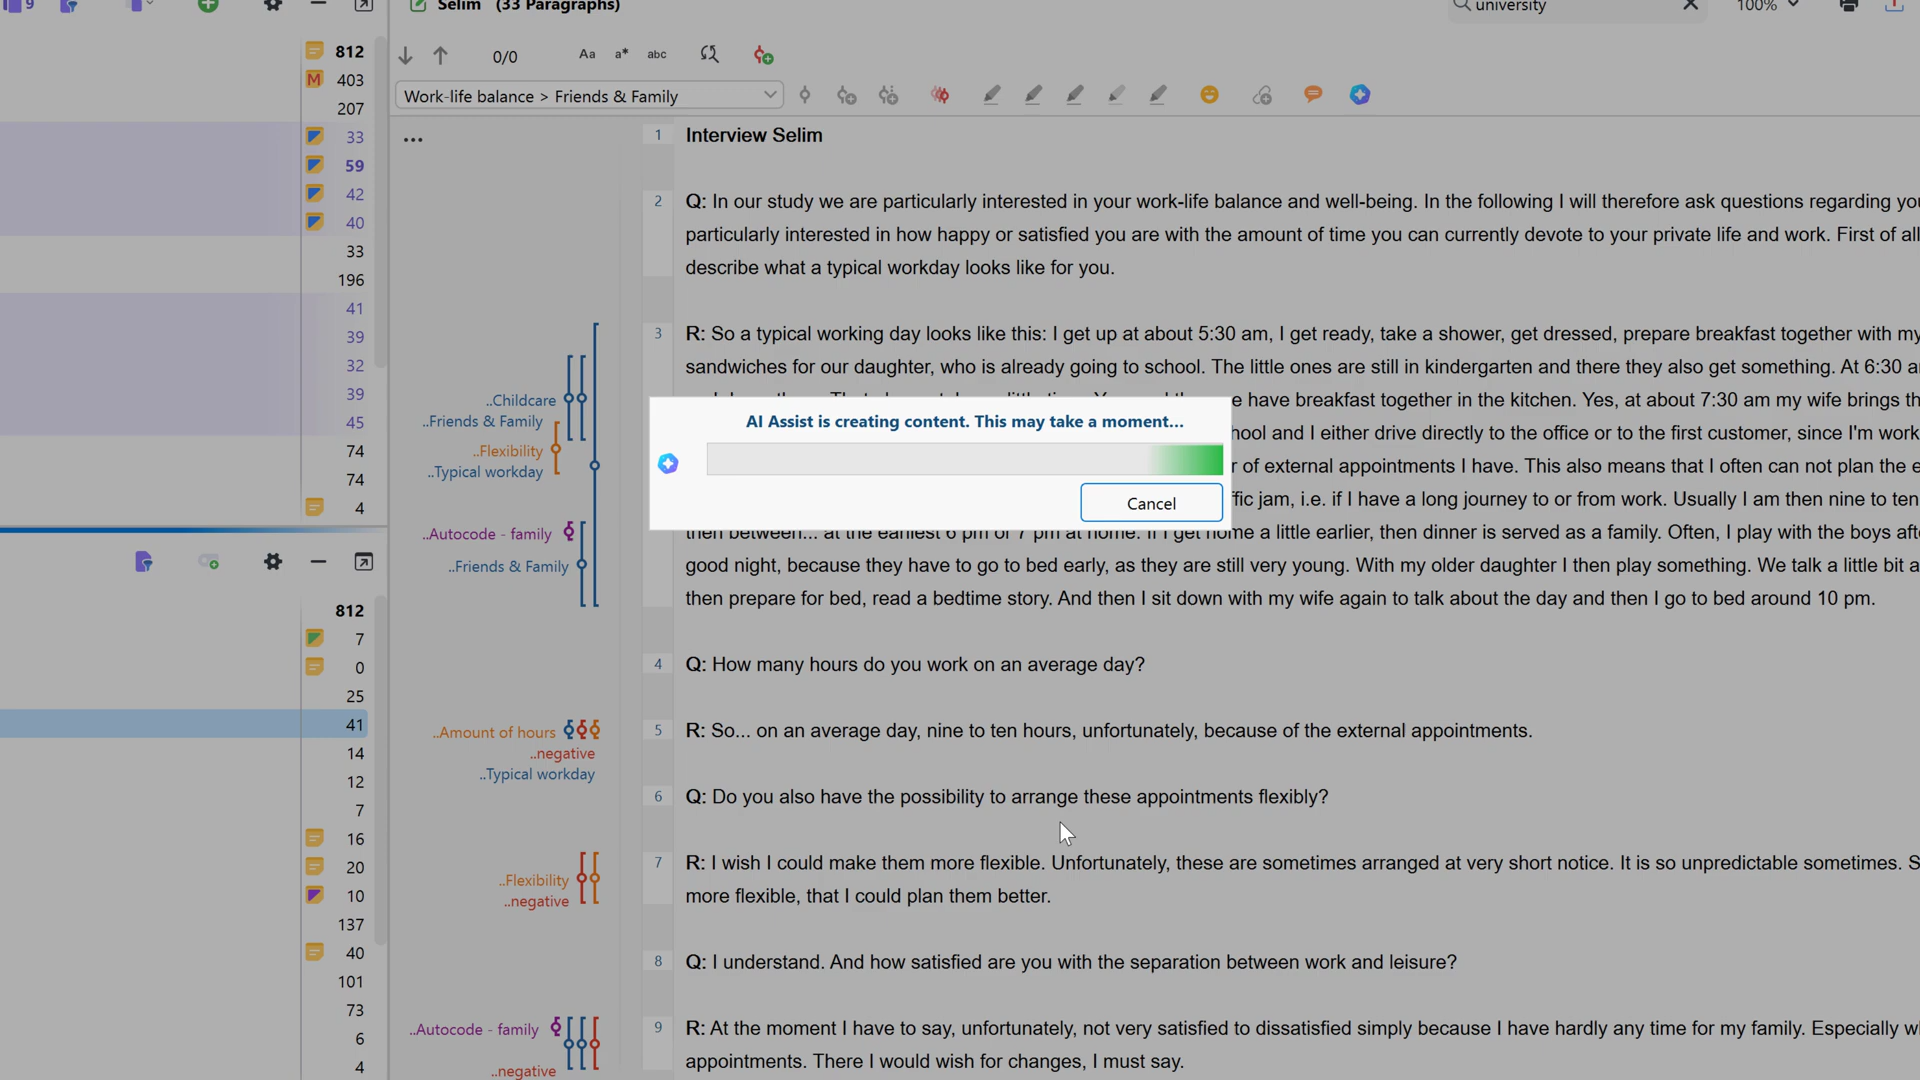 9
Selim (33 Paragraphs)
university
100%
0/0
Aa
a*
abc
Work-life balance > Friends & Family
812
M 403
207
33
59
42
40
33
196
41
39
32
39
45
74
74
4
812
7
0
25
41
14
12
7
16
20
10
137
40
101
73
6
4
...
..Childcare
..Friends & Family
..Flexibility
..Typical workday
..Autocode - family
..Friends & Family
..Amount of hours
..negative
..Typical workday
..Flexibility
..negative
..Autocode - family
..negative
1 Interview Selim
2 Q: In our study we are particularly interested in your work-life balance and well-being. In the following I will therefore ask questions regarding
particularly interested in how happy or satisfied you are with the amount of time you can currently devote to your private life and work. First of all
describe what a typical workday looks like for you.
3 R: So a typical working day looks like this: I get up at about 5:30 am, I get ready, take a shower, get dressed, prepare breakfast together with my
sandwiches for our daughter, who is already going to school. The little ones are still in kindergarten and there they also get something. At 6:30
have breakfast together in the kitchen. Yes, at about 7:30 am my wife brings
and I either drive directly to the office or to the first customer, since I'm
of external appointments I have. This also means that I often can not plan the
jam, i.e. if I have a long journey to or from work. Usually I am then nine to ten
then between... at the earliest 6 pm or 7 pm at home. If I get home a little earlier, then dinner is served as a family. Often, I play with the boys
good night, because they have to go to bed early, as they are still very young. With my older daughter I then play something. We talk a little bit
then prepare for bed, read a bedtime story. And then I sit down with my wife again to talk about the day and then I go to bed around 10 pm.
AI Assist is creating content. This may take a moment...
Cancel
4 Q: How many hours do you work on an average day?
5 R: So... on an average day, nine to ten hours, unfortunately, because of the external appointments.
6 Q: Do you also have the possibility to arrange these appointments flexibly?
7 R: I wish I could make them more flexible. Unfortunately, these are sometimes arranged at very short notice. It is so unpredictable sometimes.
more flexible, that I could plan them better.
8 Q: I understand. And how satisfied are you with the separation between work and leisure?
9 R: At the moment I have to say, unfortunately, not very satisfied to dissatisfied simply because I have hardly any time for my family. Especially
appointments. There I would wish for changes, I must say.